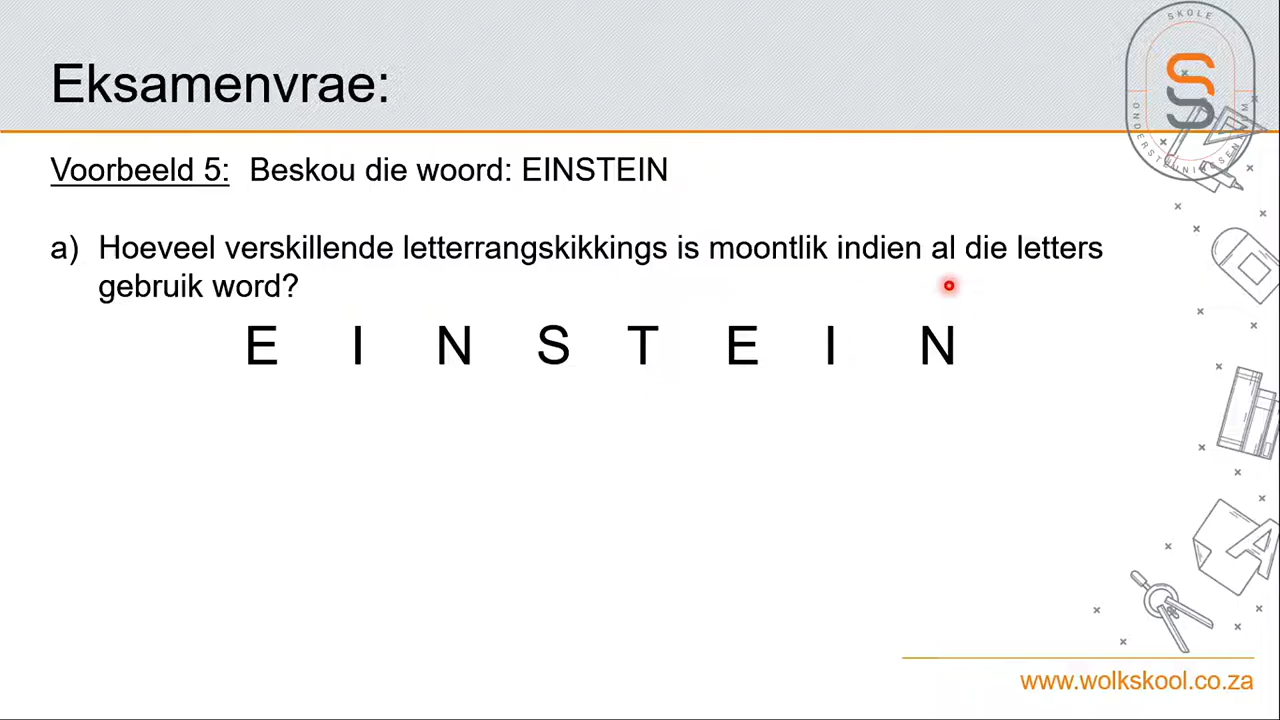 Eksamenvrae:
Voorbeeld 5: Beskou die woord: EINSTEIN
a) Hoeveel verskillende letterrangskikkings is moontlik indien al die letters
gebruik word?
E I N S T E I N
www.wolkskool.co.za
SKOLE